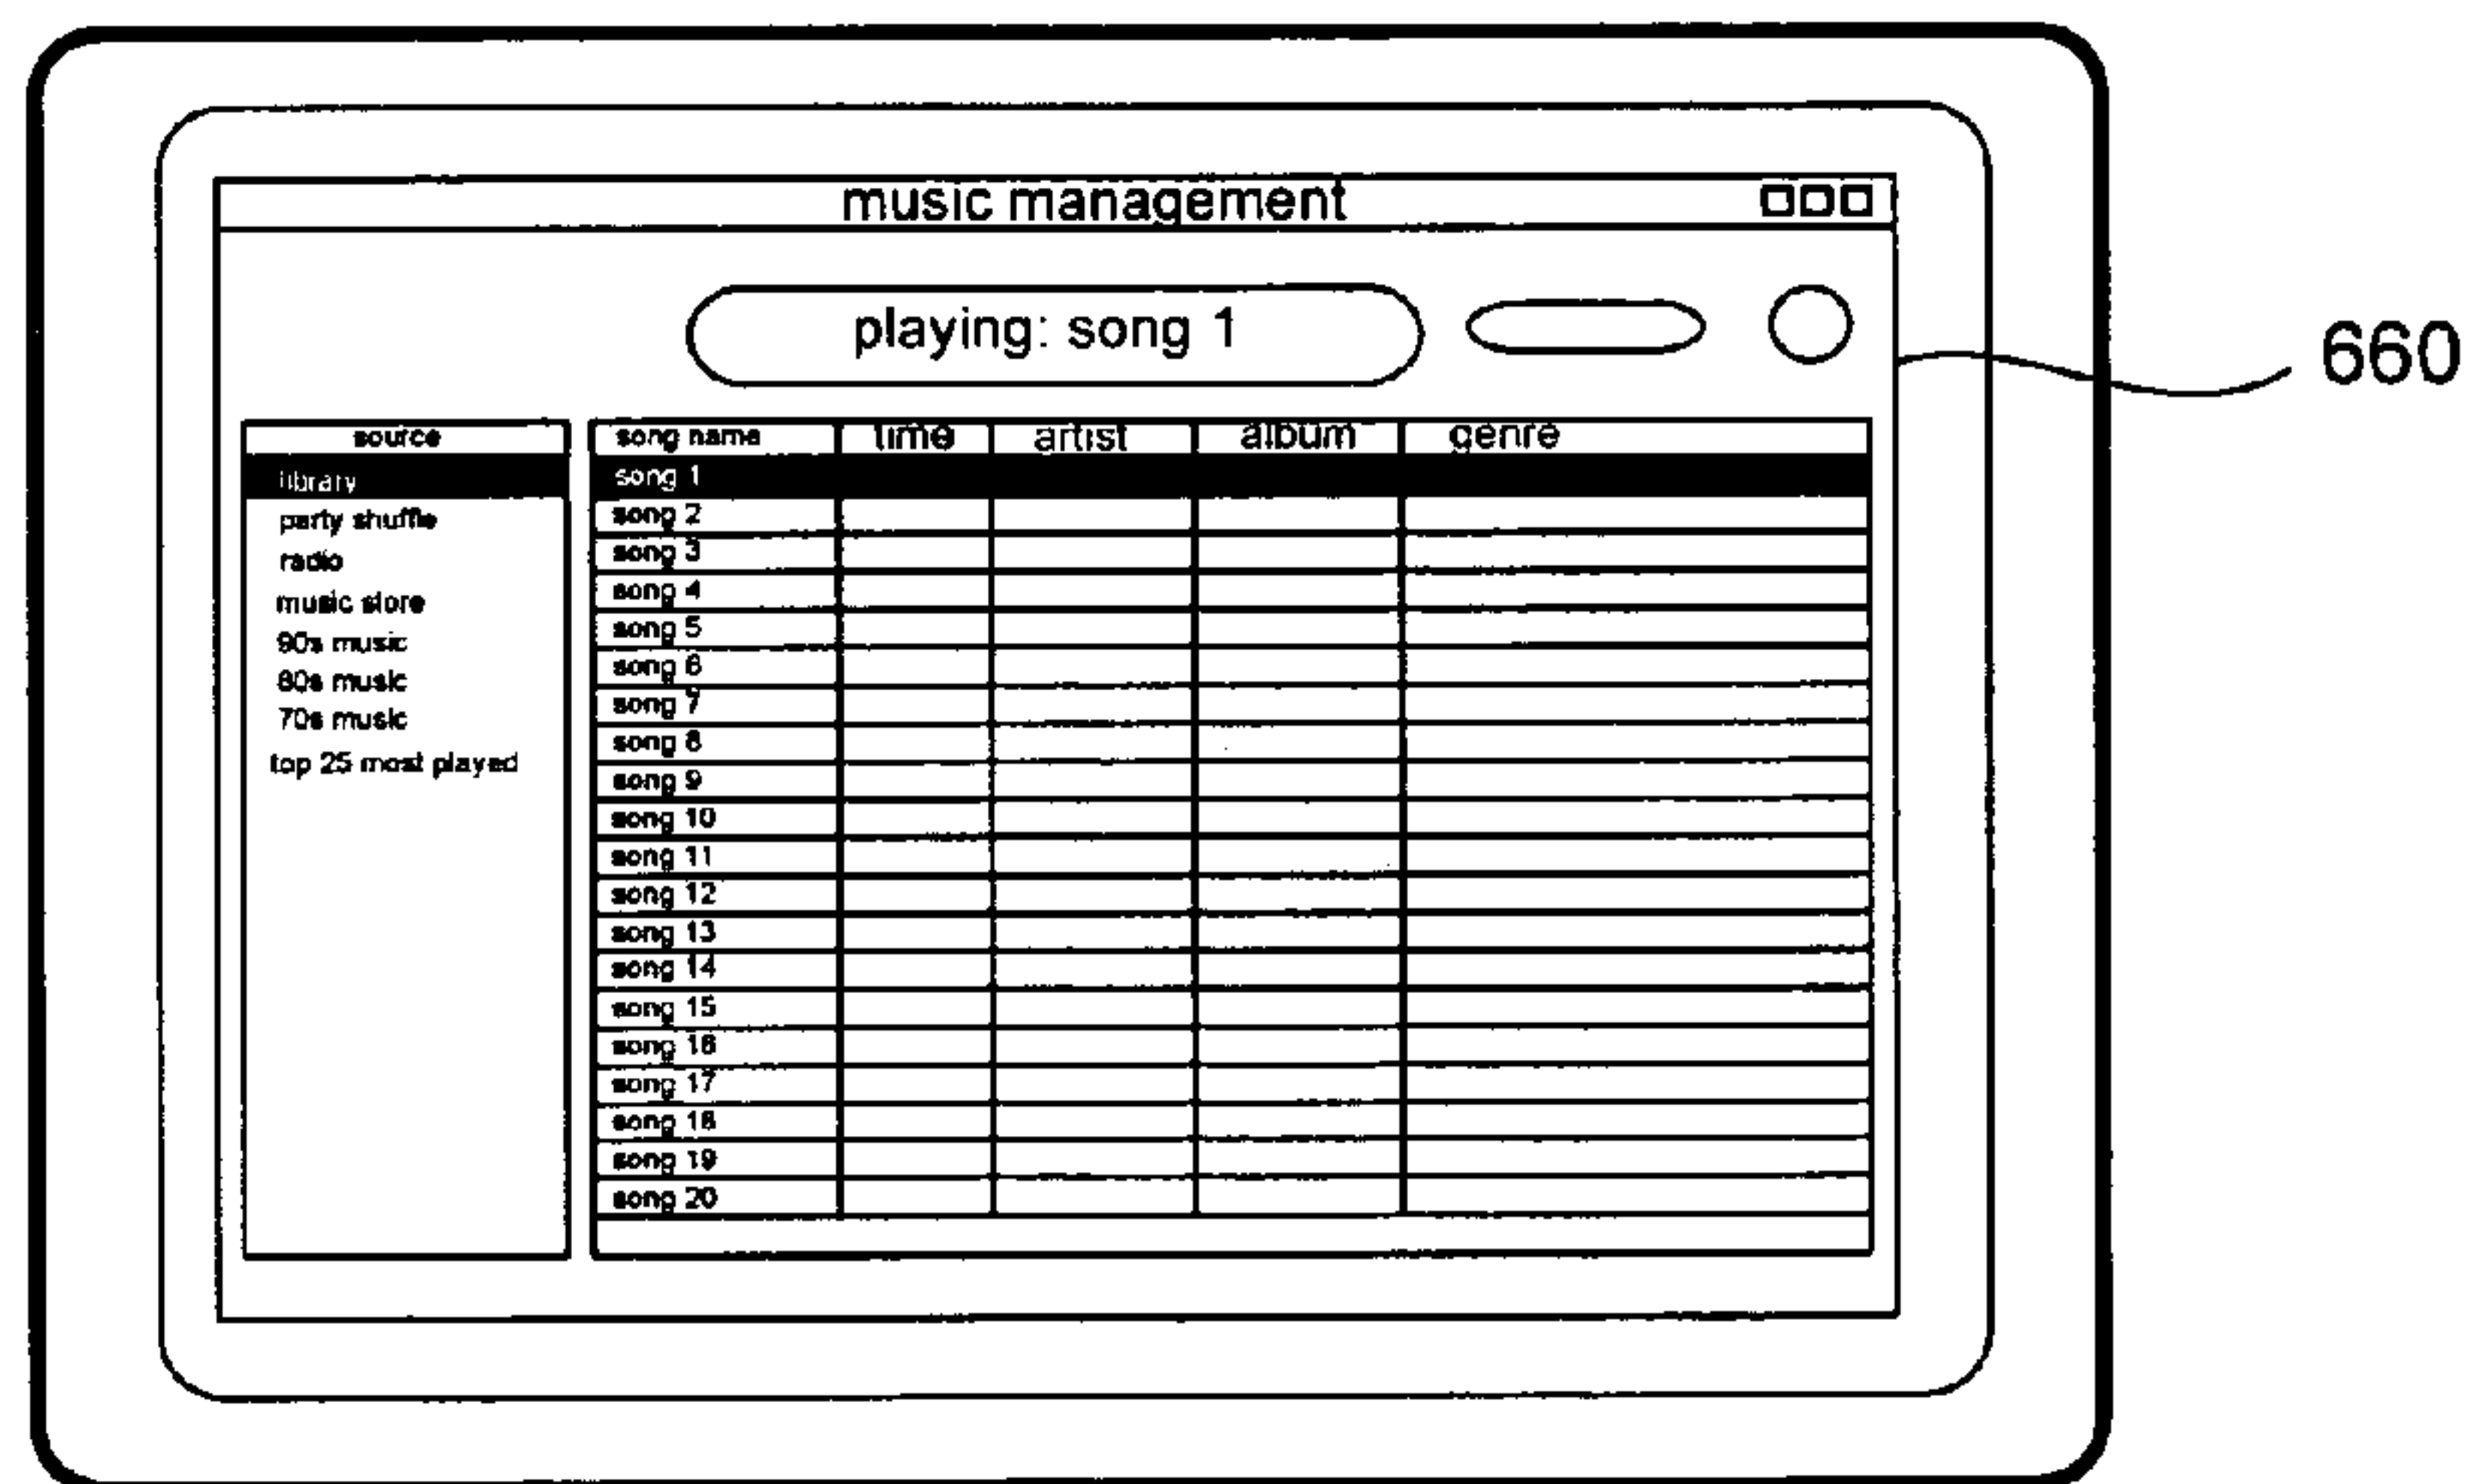 music management
playing: song 1
660
source
library
party shuffle
radio
music store
90s music
80s music
70s music
top 25 most played
song name time artist album genre
song 1
song 2
song 3
song 4
song 5
song 6
song 7
song 8
song 9
song 10
song 11
song 12
song 13
song 14
song 15
song 16
song 17
song 18
song 19
song 20